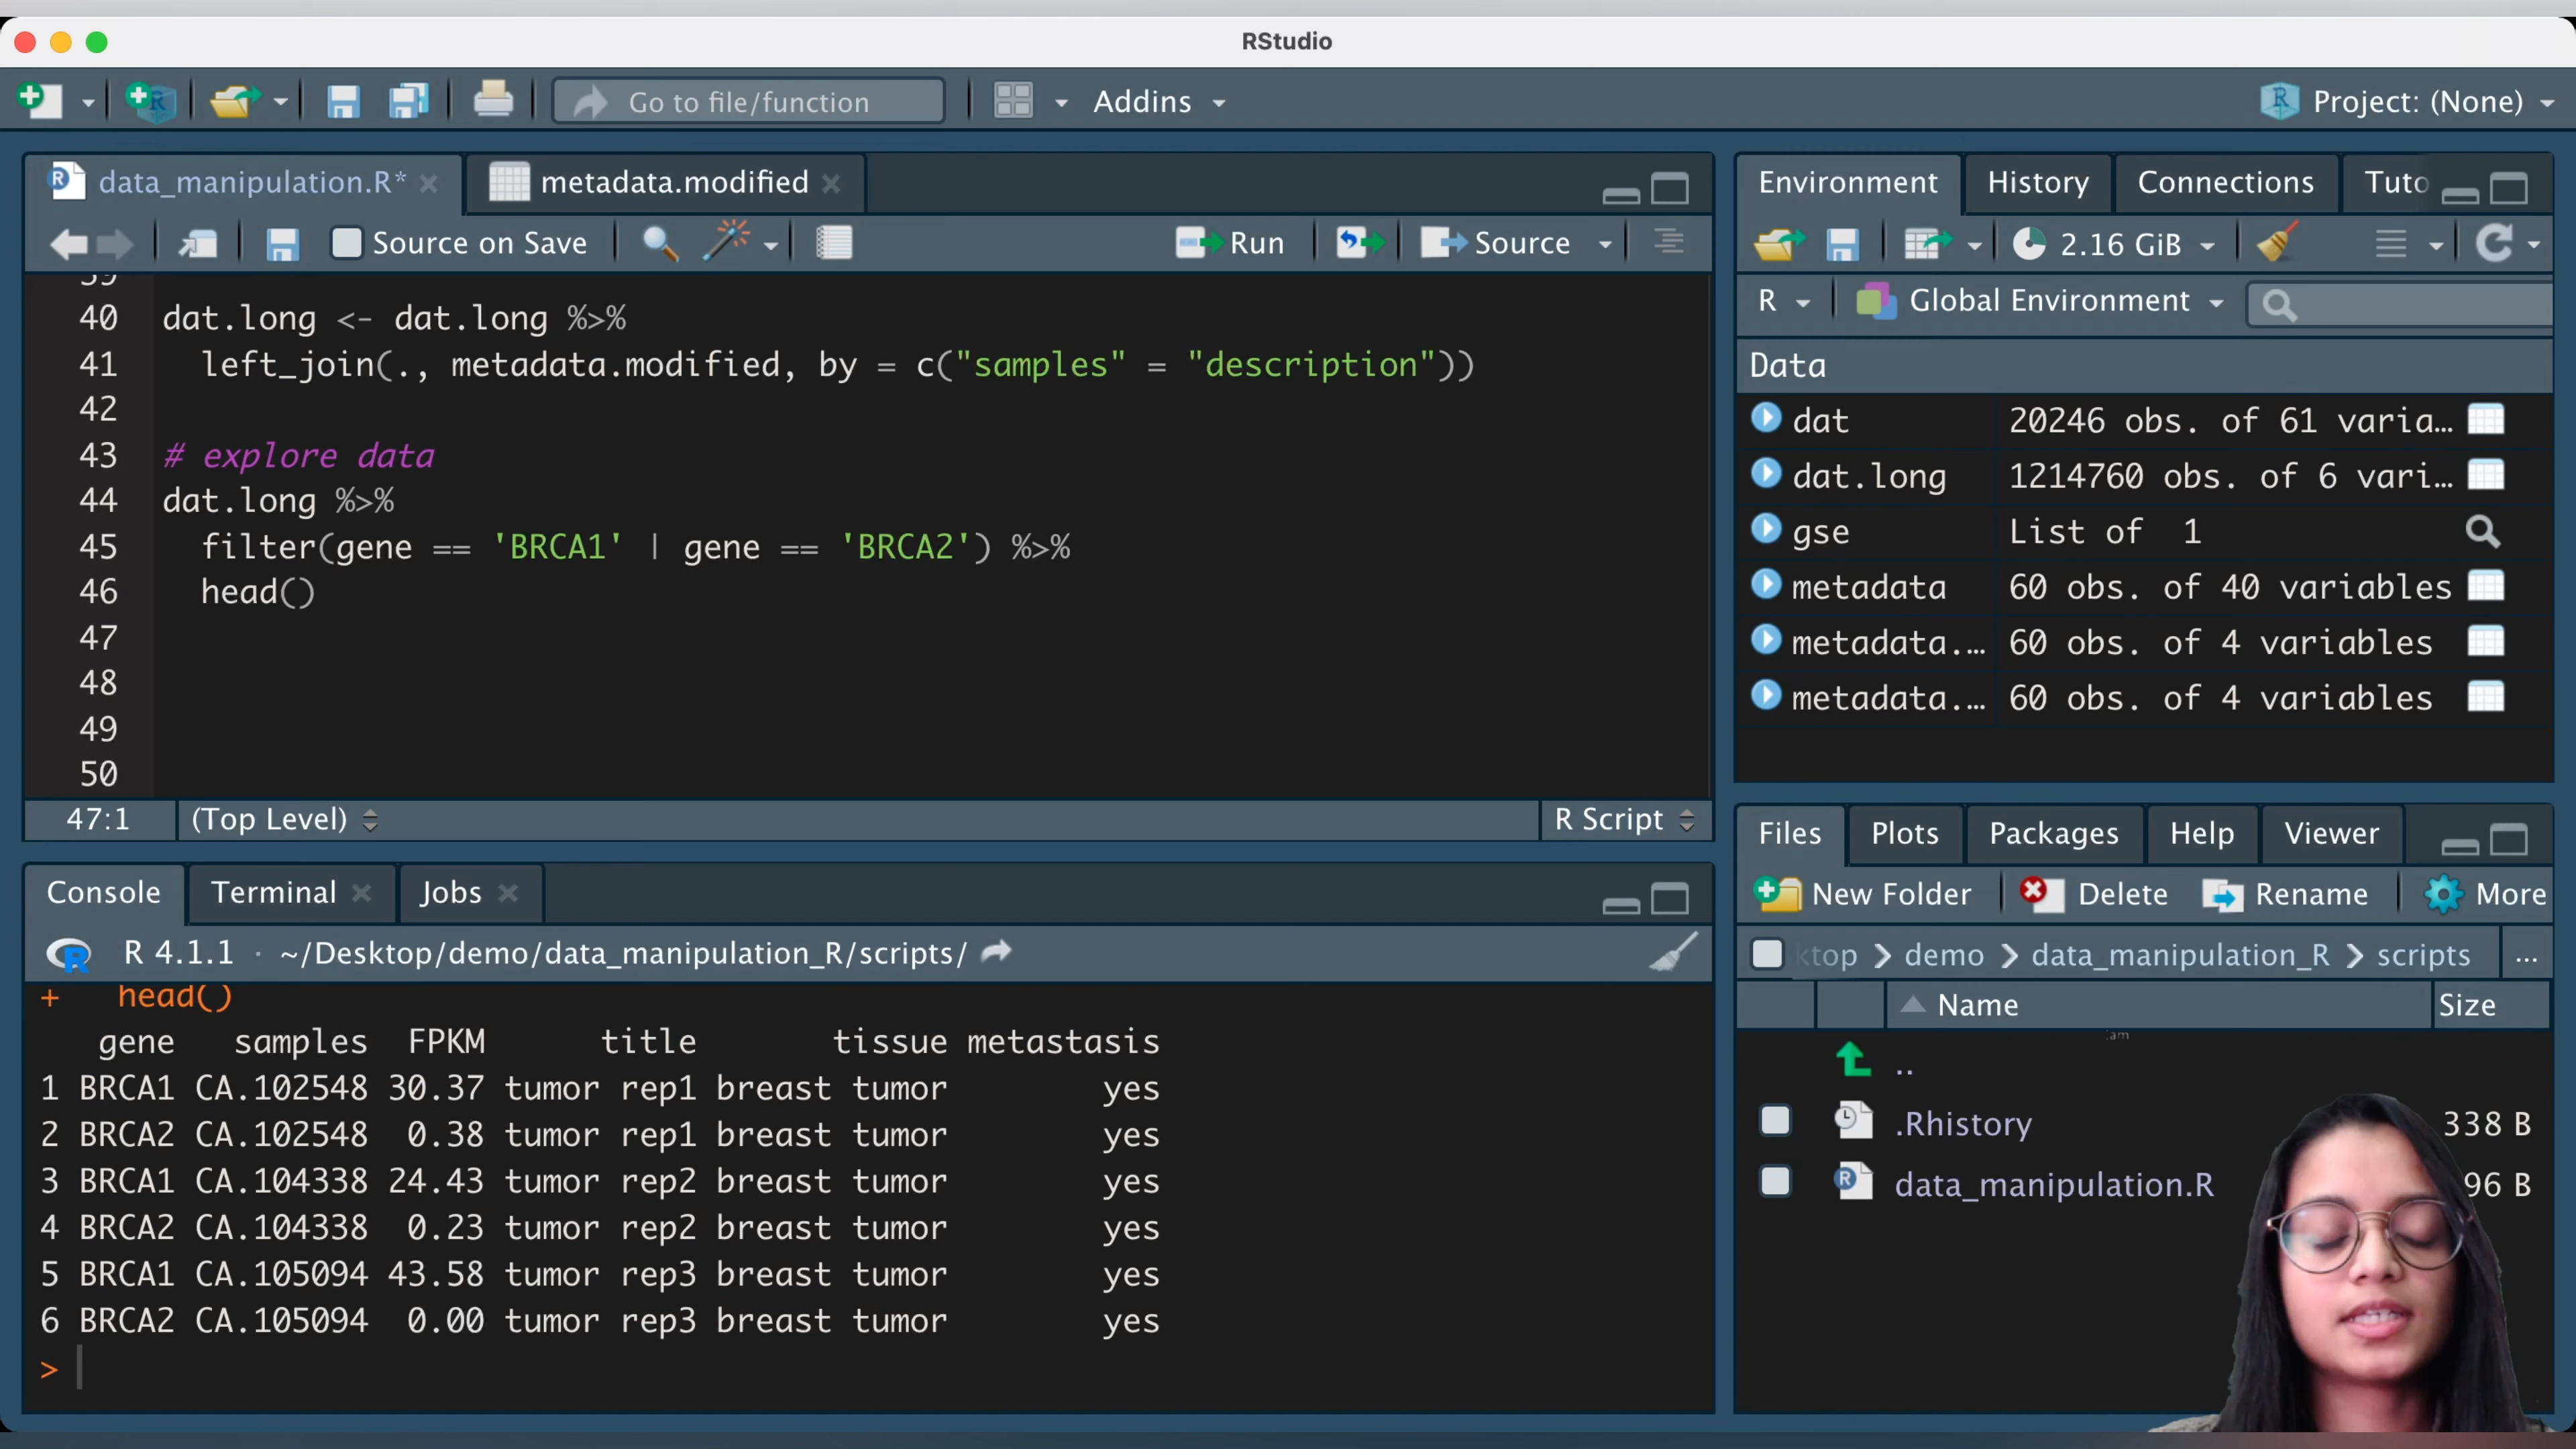 RStudio
Go to file/function
Addins
Project: (None)
data_manipulation.R*
metadata.modified
Source on Save
Run
Source
39
40 dat.long <- dat.long %>%
41 left_join(., metadata.modified, by = c("samples" = "description"))
42
43 # explore data
44 dat.long %>%
45 filter(gene == 'BRCA1' | gene == 'BRCA2') %>%
46 head()
47
48
49
50
47:1 (Top Level) R Script
Console Terminal Jobs
R 4.1.1 · ~/Desktop/demo/data_manipulation_R/scripts/
+ head()
gene samples FPKM title tissue metastasis
1 BRCA1 CA.102548 30.37 tumor rep1 breast tumor yes
2 BRCA2 CA.102548 0.38 tumor rep1 breast tumor yes
3 BRCA1 CA.104338 24.43 tumor rep2 breast tumor yes
4 BRCA2 CA.104338 0.23 tumor rep2 breast tumor yes
5 BRCA1 CA.105094 43.58 tumor rep3 breast tumor yes
6 BRCA2 CA.105094 0.00 tumor rep3 breast tumor yes
>
Environment History Connections Tuto
2.16 GiB
R Global Environment
Data
dat 20246 obs. of 61 varia…
dat.long 1214760 obs. of 6 vari…
gse List of 1
metadata 60 obs. of 40 variables
metadata.… 60 obs. of 4 variables
metadata.… 60 obs. of 4 variables
Files Plots Packages Help Viewer
New Folder Delete Rename More
ktop > demo > data_manipulation_R > scripts ...
Name Size
..
.Rhistory 338 B
data_manipulation.R 96 B